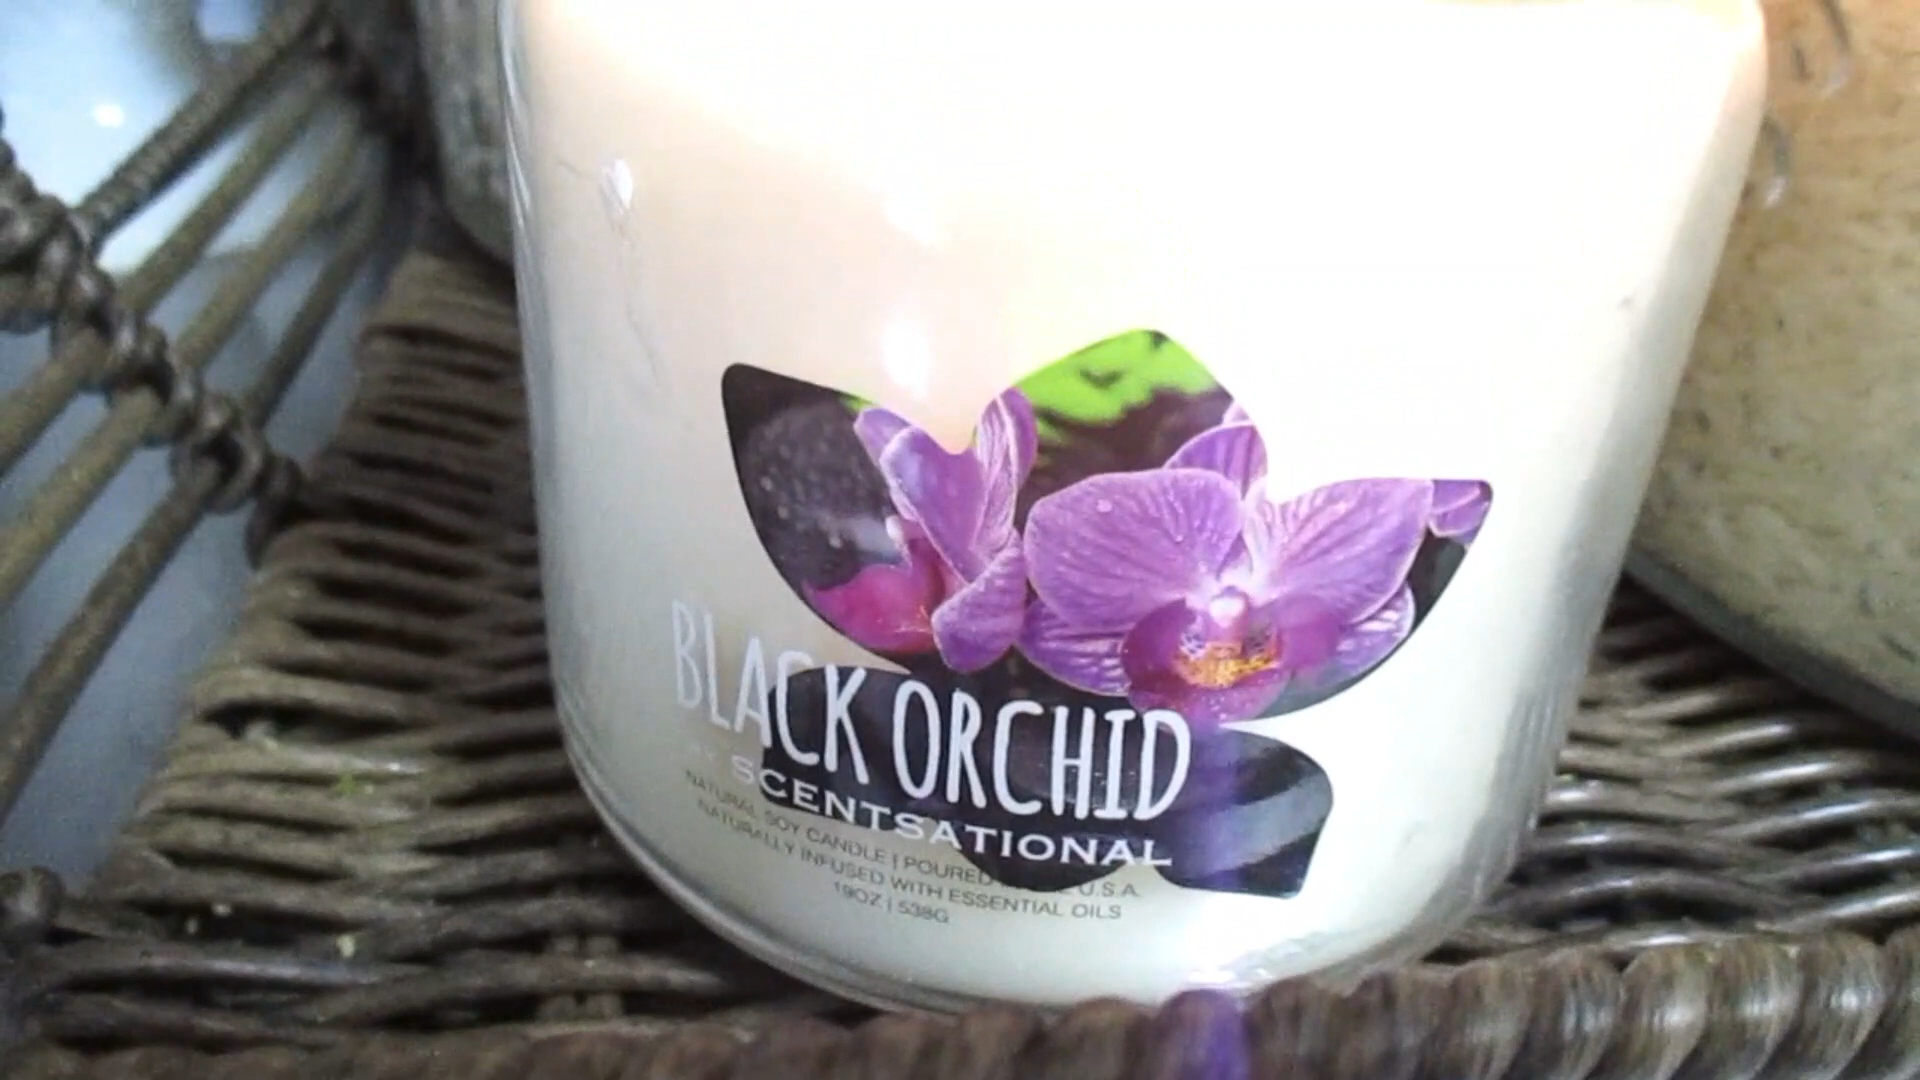 BLACK ORCHID
SCENTSATIONAL
NATURAL SOY CANDLE | POURED U.S.A.
NATURALLY INFUSED WITH ESSENTIAL OILS
19OZ | 538G